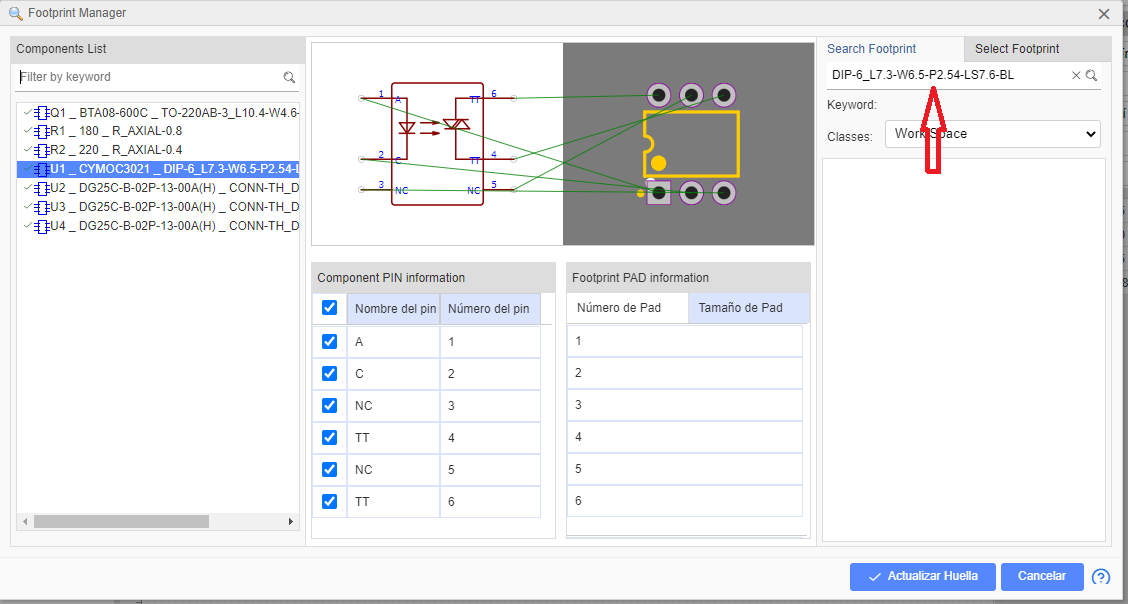 Footprint Manager
Components List
Filter by keyword
Q1 _ BTA08-600C _ TO-220AB-3_L10.4-W4.6-
R1 _ 180 _ R_AXIAL-0.8
R2 _ 220 _ R_AXIAL-0.4
U1 _ CYMOC3021 _ DIP-6_L7.3-W6.5-P2.54-L
U2 _ DG25C-B-02P-13-00A(H) _ CONN-TH_D
U3 _ DG25C-B-02P-13-00A(H) _ CONN-TH_D
U4 _ DG25C-B-02P-13-00A(H) _ CONN-TH_D
1 A TT 6
2 C TT 4
3 NC NC 5
Component PIN information
Nombre del pin Número del pin
A 1
C 2
NC 3
TT 4
NC 5
TT 6
Footprint PAD information
Número de Pad Tamaño de Pad
1
2
3
4
5
6
Search Footprint Select Footprint
DIP-6_L7.3-W6.5-P2.54-LS7.6-BL
Keyword:
Classes: Work Space
Actualizar Huella Cancelar ?